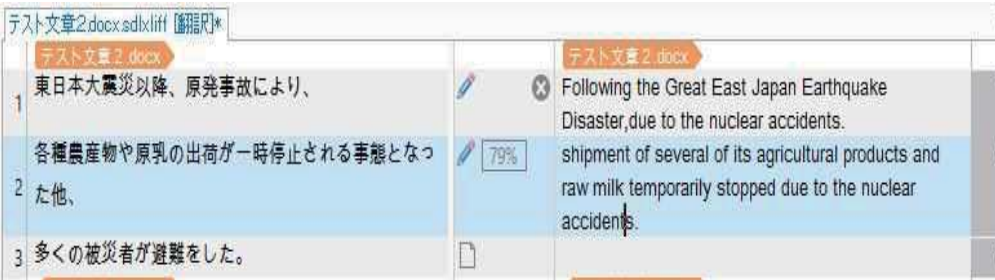 テスト文章2.docx.sdlxliff [翻訳]*
テスト文章2.docx
テスト文章2.docx
1 東日本大震災以降、原発事故により、
Following the Great East Japan Earthquake
Disaster,due to the nuclear accidents.
2 各種農産物や原乳の出荷が一時停止される事態となっ
た他、
79%
shipment of several of its agricultural products and
raw milk temporarily stopped due to the nuclear
accidents.
3 多くの被災者が避難をした。